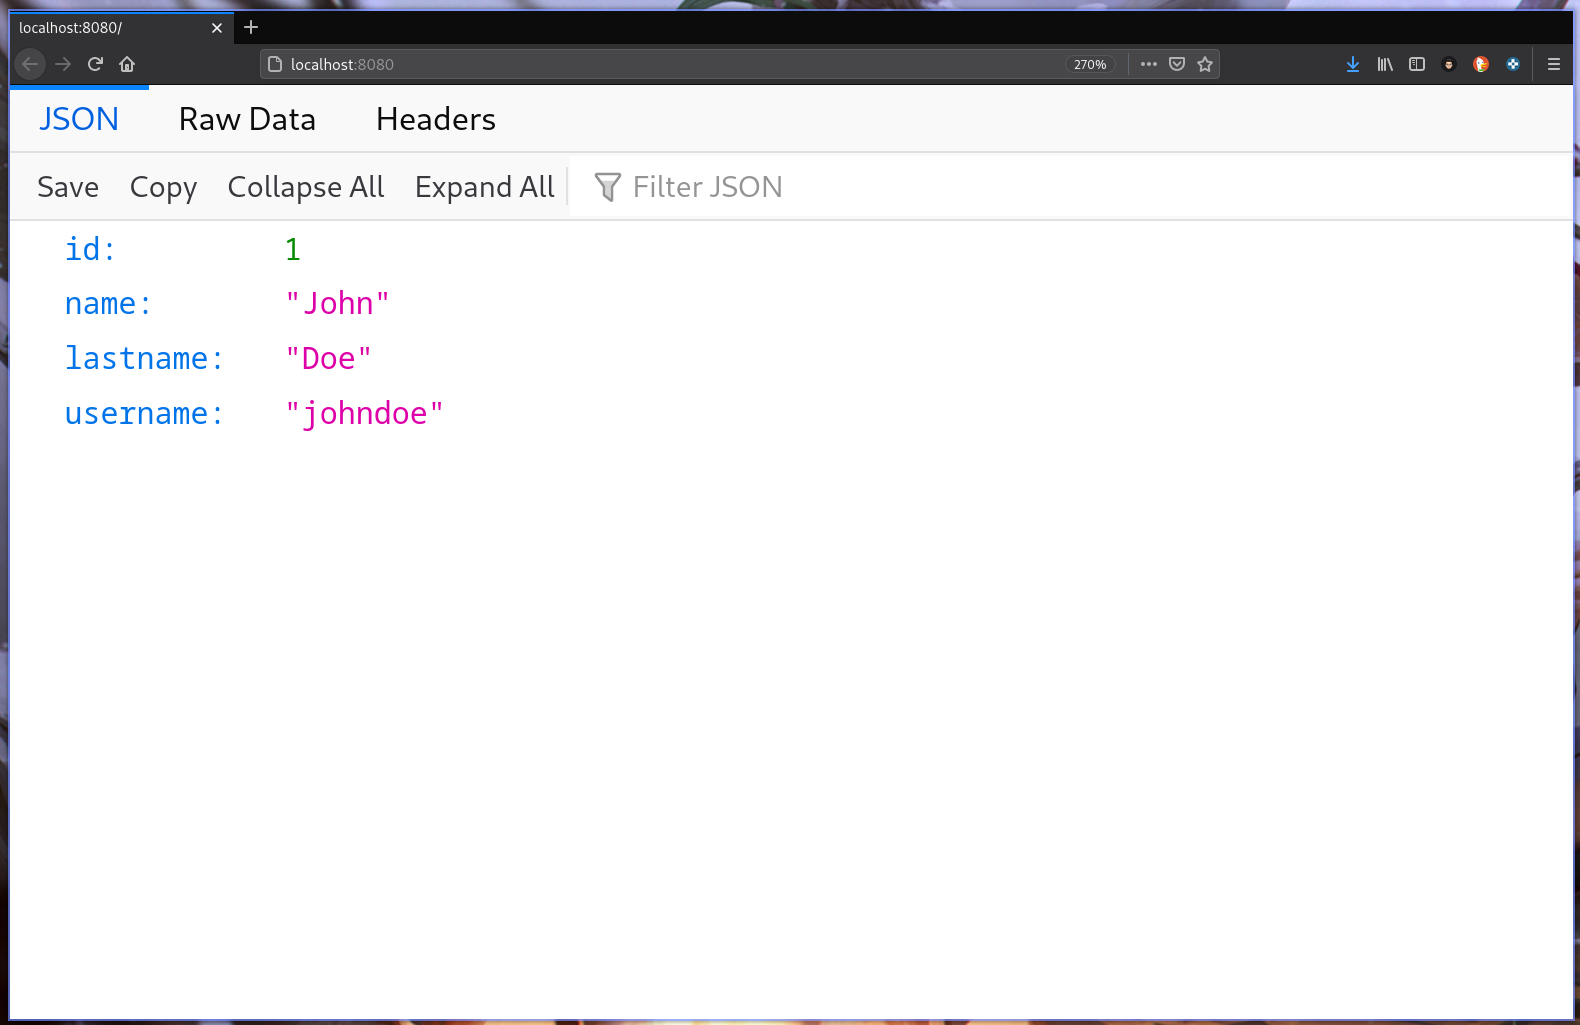 localhost:8080/
localhost:8080 270%
JSON Raw Data Headers
Save Copy Collapse All Expand All Filter JSON
id: 1
name: "John"
lastname: "Doe"
username: "johndoe"